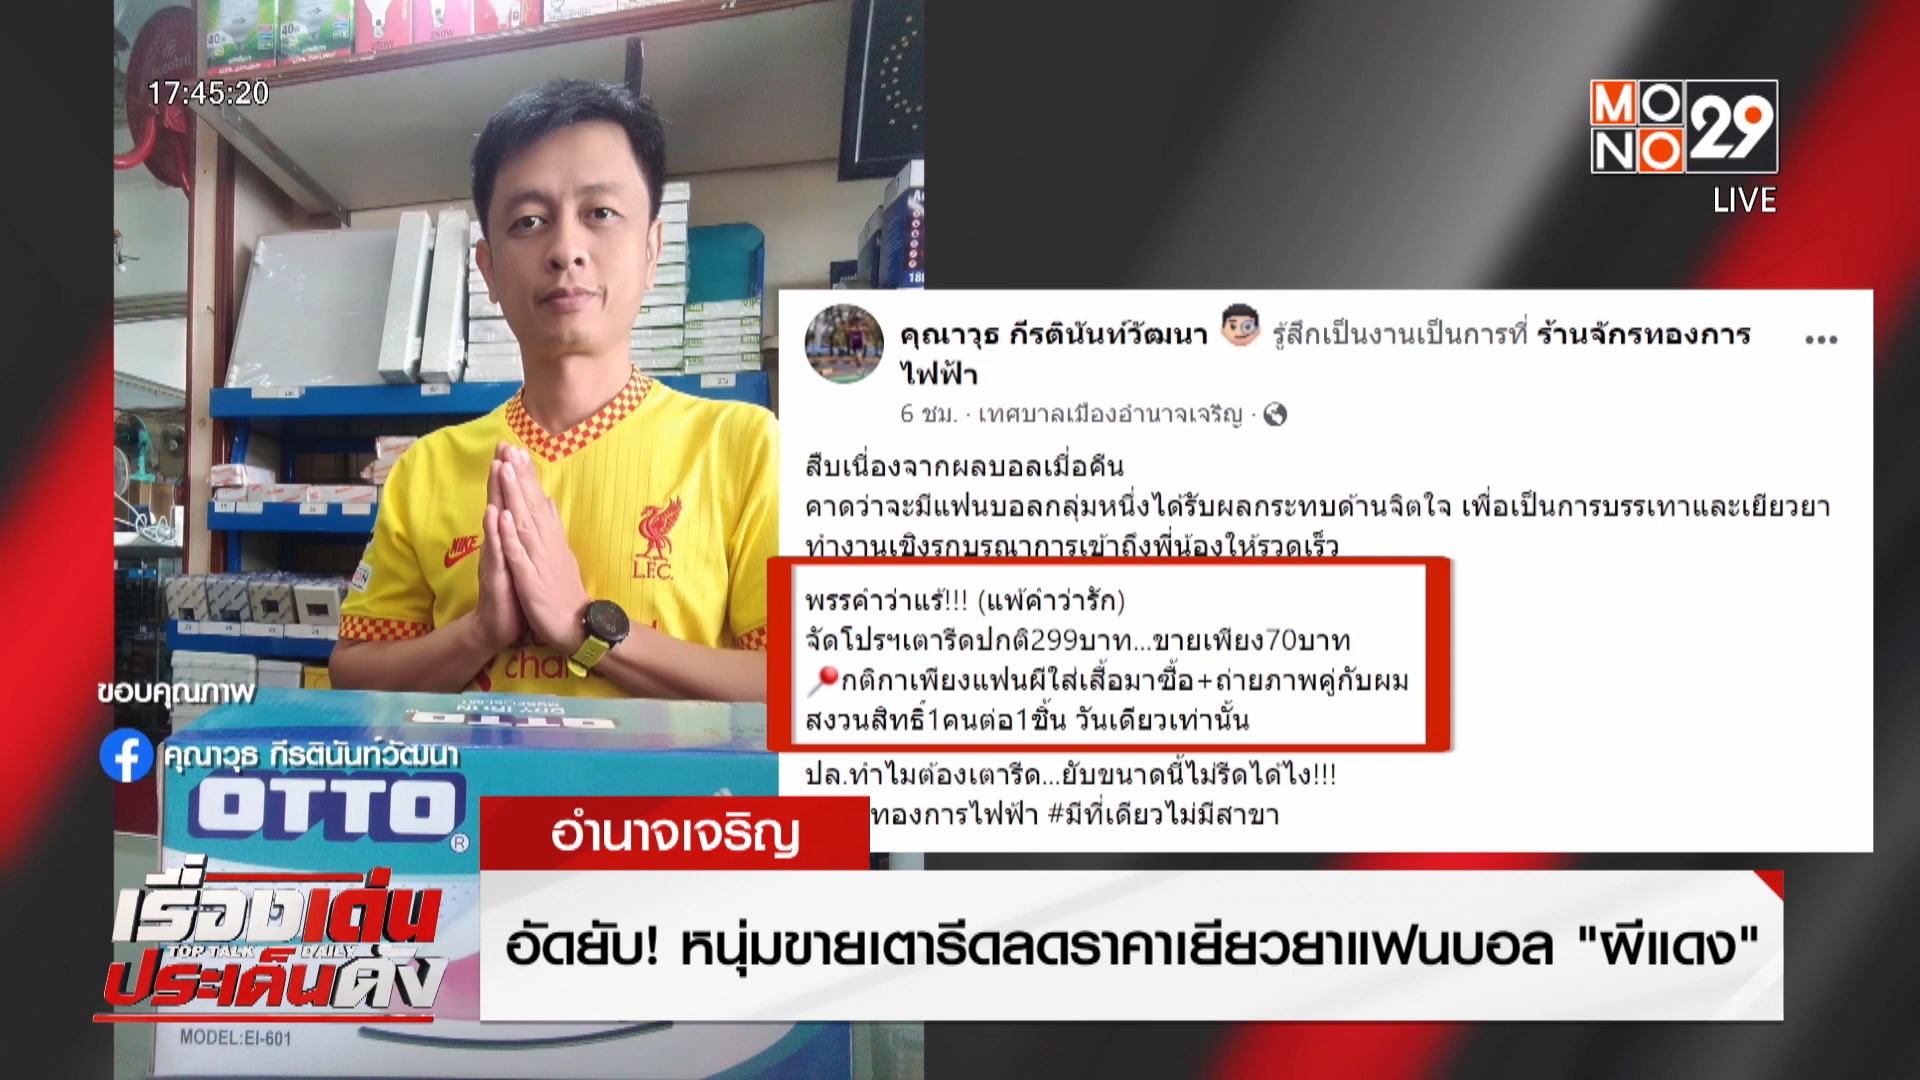 17:45:20
MONO 29
LIVE
40W
40W
250W
250W
คุณาวุธ กีรตินันท์วัฒนา รู้สึกเป็นงานเป็นการที่ ร้านจักรทองการ
ไฟฟ้า
6 ชม. · เทศบาลเมืองอำนาจเจริญ ·
สืบเนื่องจากผลบอลเมื่อคืน
คาดว่าจะมีแฟนบอลกลุ่มหนึ่งได้รับผลกระทบด้านจิตใจ เพื่อเป็นการบรรเทาและเยียวยา
ทำงานเชิงรุกบูรณาการเข้าถึงพี่น้องให้รวดเร็ว
พรรคำว่าแร้!!! (แพ้คำว่ารัก)
จัดโปรฯเตารีดปกติ299บาท...ขายเพียง70บาท
กติกาเพียงแฟนผีใส่เสื้อมาซื้อ+ถ่ายภาพคู่กับผม
สงวนสิทธิ์1คนต่อ1ชิ้น วันเดียวเท่านั้น
ปล.ทำไมต้องเตารีด...ยับขนาดนี้ไม่รีดได้ไง!!!
ทองการไฟฟ้า #มีที่เดียวไม่มีสาขา
NIKE
L.F.C.
ขอบคุณภาพ
คุณาวุธ กีรตินันท์วัฒนา
OTTO
OTTO
MODEL:EI-601
อำนาจเจริญ
เรื่องเด่น
TOP TALK DAILY
ประเด็นดัง
อัดยับ! หนุ่มขายเตารีดลดราคาเยียวยาแฟนบอล "ผีแดง"